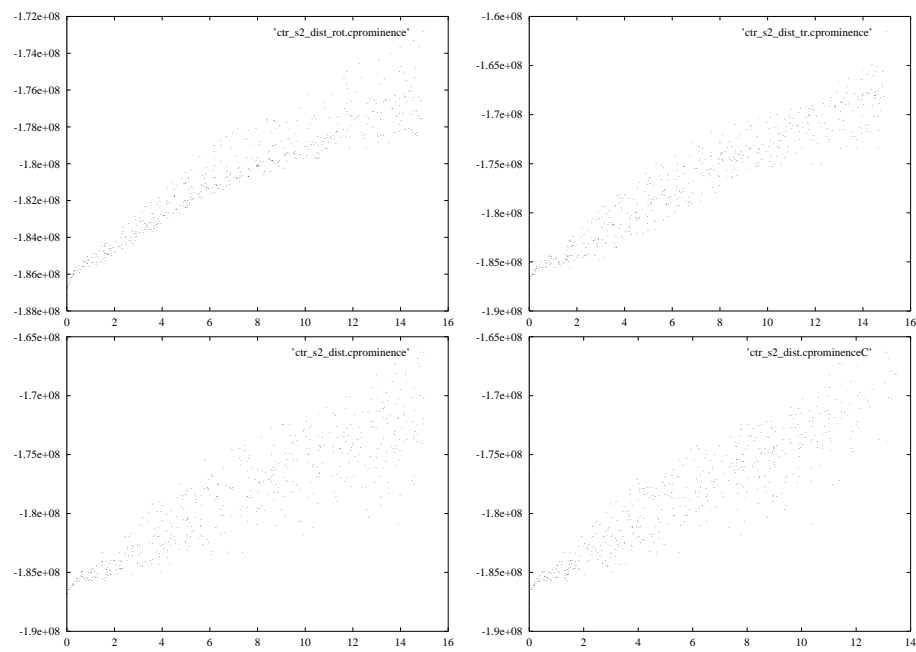 -1.72e+08
'ctr_s2_dist_rot.cprominence'
-1.74e+08
-1.76e+08
-1.78e+08
-1.8e+08
-1.82e+08
-1.84e+08
-1.86e+08
-1.88e+08
0 2 4 6 8 10 12 14 16
-1.6e+08
'ctr_s2_dist_tr.cprominence'
-1.65e+08
-1.7e+08
-1.75e+08
-1.8e+08
-1.85e+08
-1.9e+08
0 2 4 6 8 10 12 14 16
-1.65e+08
'ctr_s2_dist.cprominence'
-1.7e+08
-1.75e+08
-1.8e+08
-1.85e+08
-1.9e+08
0 2 4 6 8 10 12 14 16
-1.65e+08
'ctr_s2_dist.cprominenceC'
-1.7e+08
-1.75e+08
-1.8e+08
-1.85e+08
-1.9e+08
0 2 4 6 8 10 12 14